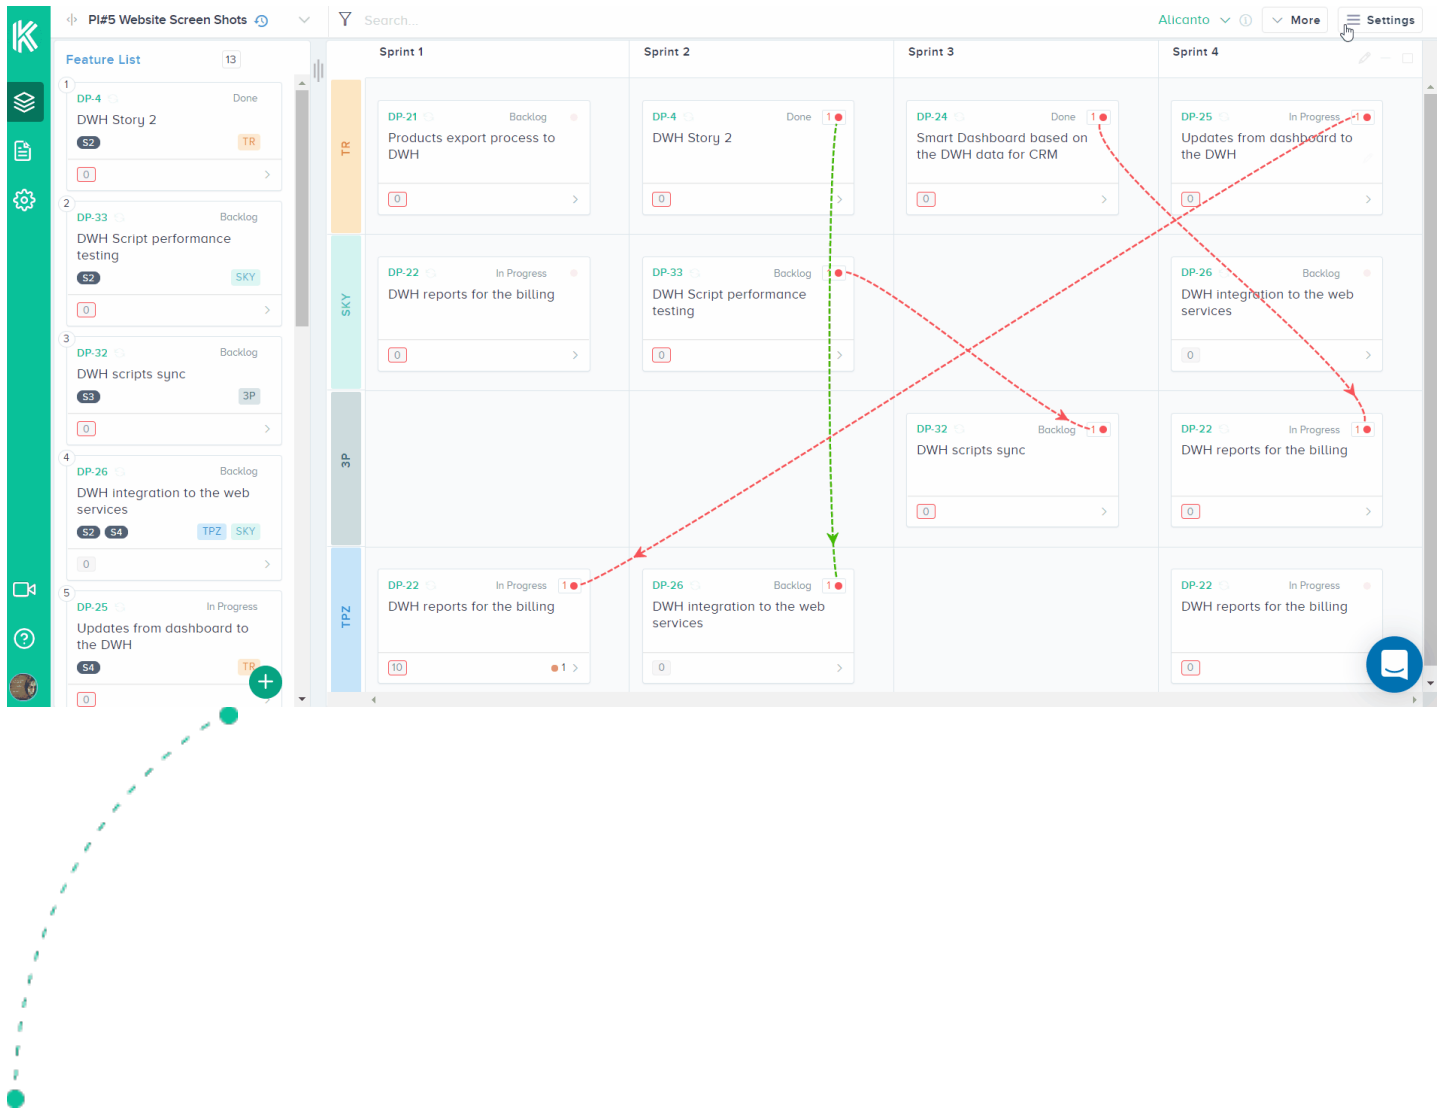 PI#5 Website Screen Shots
Search...
Alicanto
More
Settings
Feature List
13
1
DP-4
Done
DWH Story 2
S2
TR
0
2
DP-33
Backlog
DWH Script performance
testing
S2
SKY
0
3
DP-32
Backlog
DWH scripts sync
S3
3P
0
4
DP-26
Backlog
DWH integration to the web
services
S2 S4
TPZ SKY
0
5
DP-25
In Progress
Updates from dashboard to
the DWH
S4
TR
0
Sprint 1
Sprint 2
Sprint 3
Sprint 4
TR
DP-21
Backlog
Products export process to
DWH
0
DP-4
Done
1
DWH Story 2
0
DP-24
Done
1
Smart Dashboard based on
the DWH data for CRM
0
DP-25
In Progress
1
Updates from dashboard to
the DWH
0
SKY
DP-22
In Progress
DWH reports for the billing
0
DP-33
Backlog
DWH Script performance
testing
0
DP-26
Backlog
DWH integration to the web
services
0
3P
DP-32
Backlog
1
DWH scripts sync
0
DP-22
In Progress
1
DWH reports for the billing
0
TPZ
DP-22
In Progress
1
DWH reports for the billing
10
1
DP-26
Backlog
1
DWH integration to the web
services
0
DP-22
In Progress
DWH reports for the billing
0